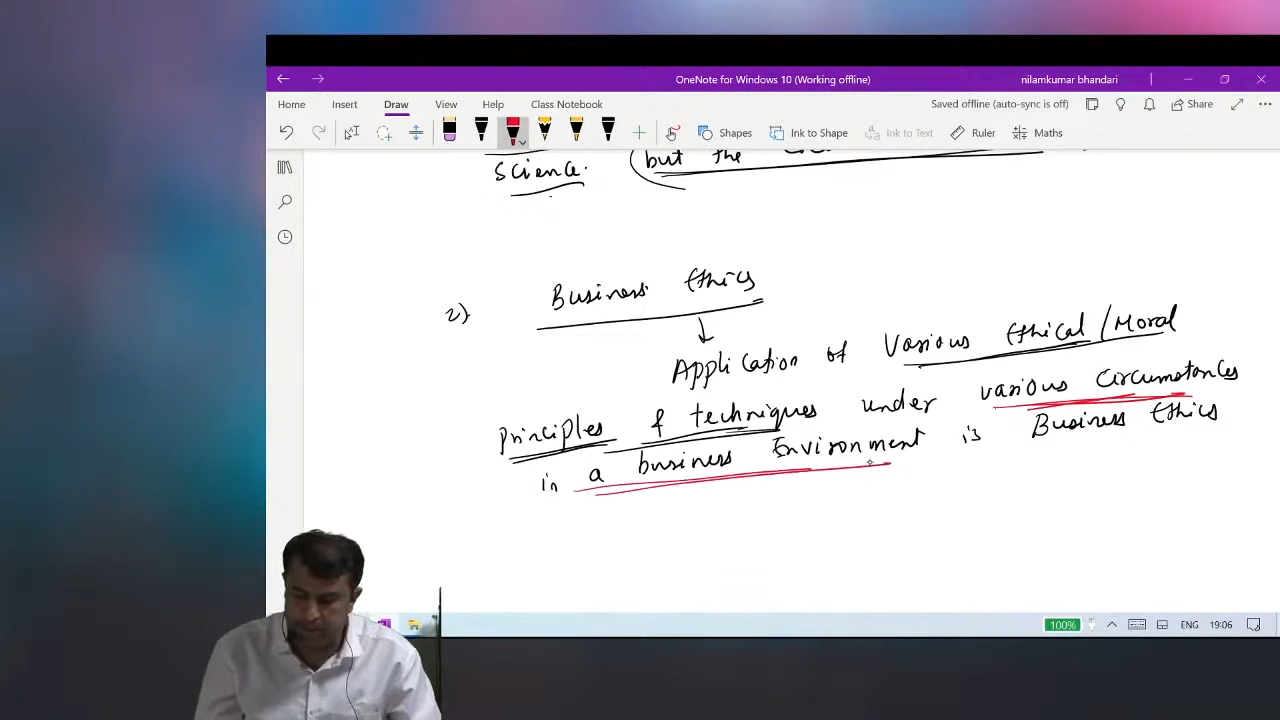 OneNote for Windows 10 (Working offline)
nilamkumar bhandari
Home Insert Draw View Help Class Notebook
Saved offline (auto-sync is off)
Share
Shapes Ink to Shape Ink to Text Ruler Maths
but the
science.
2) Business Ethics
Application of Various Ethical / Moral
principles & techniques under various circumstances
in a business Environment is Business Ethics
100% ENG 19:06